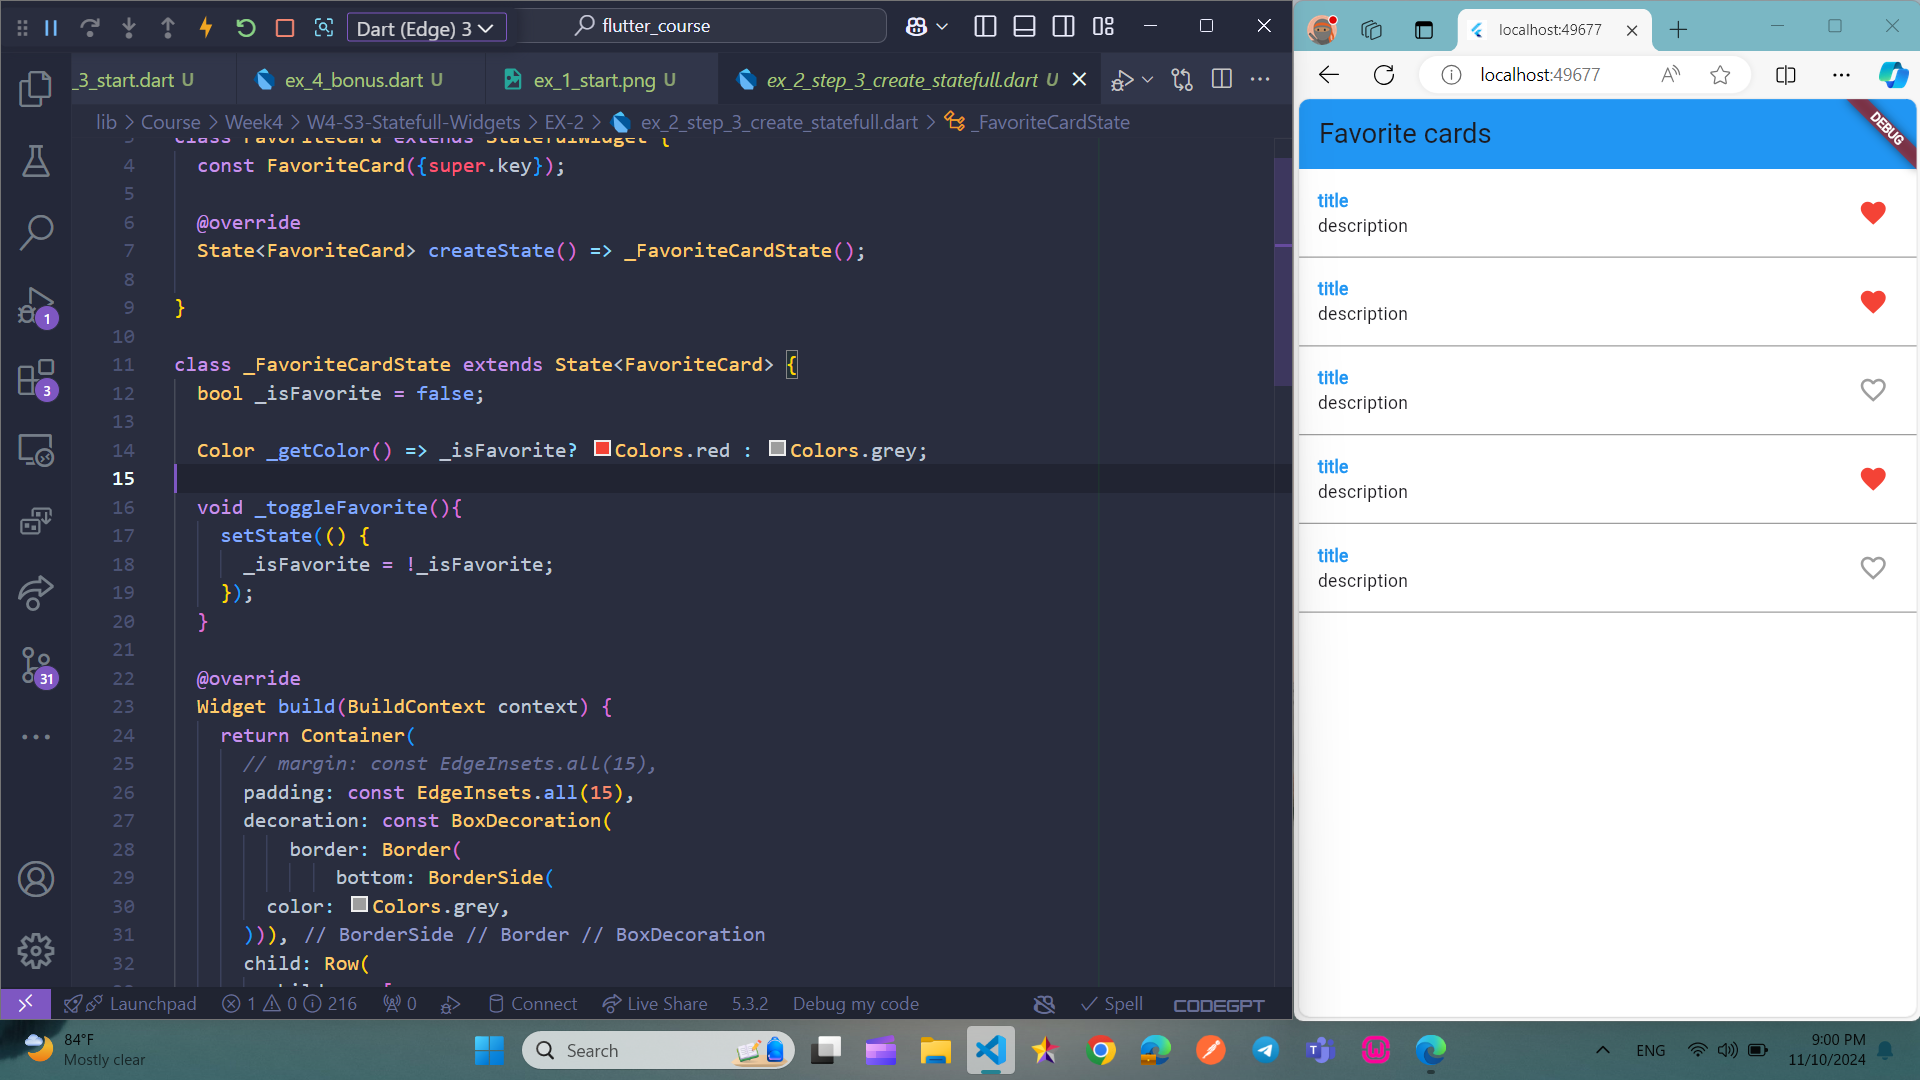 Dart (Edge) 3
flutter_course
_3_start.dart U
ex_4_bonus.dart U
ex_1_start.png U
ex_2_step_3_create_statefull.dart U
lib > Course > Week4 > W4-S3-Statefull-Widgets > EX-2 > ex_2_step_3_create_statefull.dart > _FavoriteCardState
3 class FavoriteCard extends StatefulWidget {
4 const FavoriteCard({super.key});
5
6 @override
7 State<FavoriteCard> createState() => _FavoriteCardState();
8
9 }
10
11 class _FavoriteCardState extends State<FavoriteCard> {
12 bool _isFavorite = false;
13
14 Color _getColor() => _isFavorite? Colors.red : Colors.grey;
15
16 void _toggleFavorite(){
17 setState(() {
18 _isFavorite = !_isFavorite;
19 });
20 }
21
22 @override
23 Widget build(BuildContext context) {
24 return Container(
25 // margin: const EdgeInsets.all(15),
26 padding: const EdgeInsets.all(15),
27 decoration: const BoxDecoration(
28 border: Border(
29 bottom: BorderSide(
30 color: Colors.grey,
31 ))), // BorderSide // Border // BoxDecoration
32 child: Row(
1
3
31
Launchpad
1 0 216
0
Connect
Live Share
5.3.2
Debug my code
Spell
CODEGPT
localhost:49677
localhost:49677
Favorite cards
DEBUG
title
description
title
description
title
description
title
description
title
description
84°F
Mostly clear
Search
ENG
9:00 PM
11/10/2024